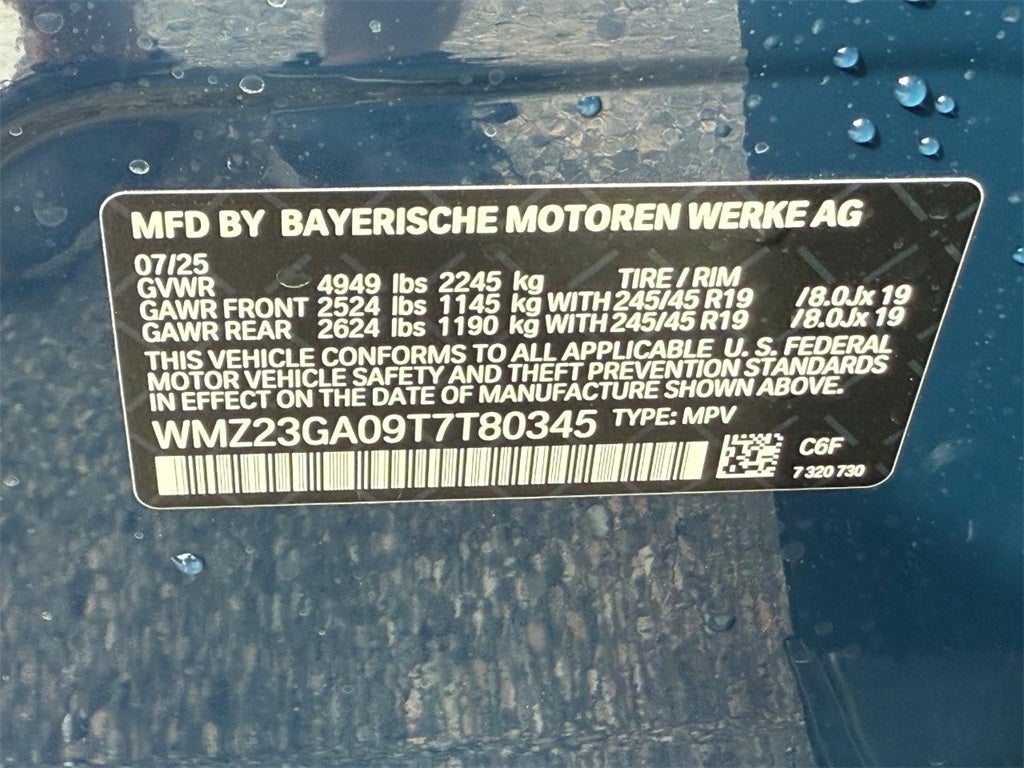 MFD BY BAYERISCHE MOTOREN WERKE AG
07/25
GVWR 4949 lbs 2245 kg TIRE / RIM
GAWR FRONT 2524 lbs 1145 kg WITH 245/45 R19 /8.0Jx 19
GAWR REAR 2624 lbs 1190 kg WITH 245/45 R19 /8.0Jx 19
THIS VEHICLE CONFORMS TO ALL APPLICABLE U. S. FEDERAL
MOTOR VEHICLE SAFETY AND THEFT PREVENTION STANDARDS
IN EFFECT ON THE DATE OF MANUFACTURE SHOWN ABOVE.
WMZ23GA09T7T80345 TYPE: MPV
C6F
7 320 730